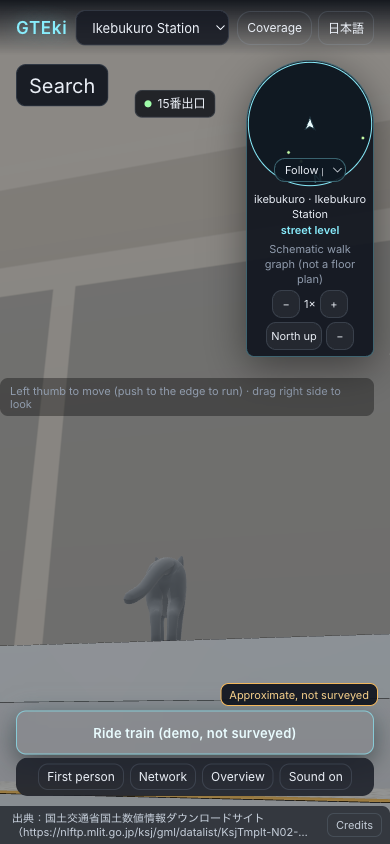 GTEki
Ikebukuro Station
Coverage
日本語
Search
15番出口
Follow
ikebukuro · Ikebukuro
Station
street level
Schematic walk
graph (not a floor
plan)
− 1× +
North up −
Left thumb to move (push to the edge to run) · drag right side to
look
Approximate, not surveyed
Ride train (demo, not surveyed)
First person
Network
Overview
Sound on
出典：国土交通省国土数値情報ダウンロードサイト
（https://nlftp.mlit.go.jp/ksj/gml/datalist/KsjTmplt-N02-...
Credits